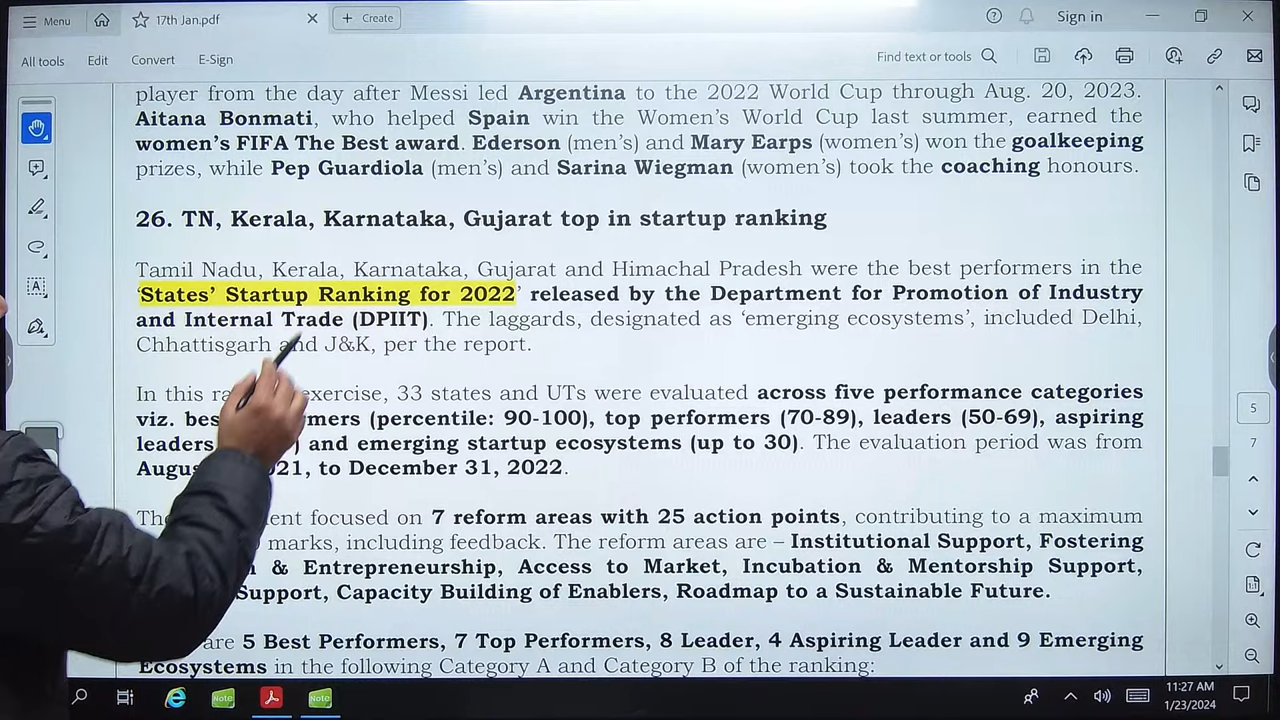 Menu
17th Jan.pdf
Create
Sign in
All tools
Edit
Convert
E-Sign
Find text or tools
player from the day after Messi led Argentina to the 2022 World Cup through Aug. 20, 2023.
Aitana Bonmati, who helped Spain win the Women's World Cup last summer, earned the
women's FIFA The Best award. Ederson (men's) and Mary Earps (women's) won the goalkeeping
prizes, while Pep Guardiola (men's) and Sarina Wiegman (women's) took the coaching honours.
26. TN, Kerala, Karnataka, Gujarat top in startup ranking
Tamil Nadu, Kerala, Karnataka, Gujarat and Himachal Pradesh were the best performers in the
'States' Startup Ranking for 2022' released by the Department for Promotion of Industry
and Internal Trade (DPIIT). The laggards, designated as 'emerging ecosystems', included Delhi,
Chhattisgarh and J&K, per the report.
In this exercise, 33 states and UTs were evaluated across five performance categories
viz. (percentile: 90-100), top performers (70-89), leaders (50-69), aspiring
leaders and emerging startup ecosystems (up to 30). The evaluation period was from
to December 31, 2022.
focused on 7 reform areas with 25 action points, contributing to a maximum
marks, including feedback. The reform areas are – Institutional Support, Fostering
& Entrepreneurship, Access to Market, Incubation & Mentorship Support,
Support, Capacity Building of Enablers, Roadmap to a Sustainable Future.
are 5 Best Performers, 7 Top Performers, 8 Leader, 4 Aspiring Leader and 9 Emerging
Ecosystems in the following Category A and Category B of the ranking:
5
7
1:1
Note
Note
11:27 AM
1/23/2024